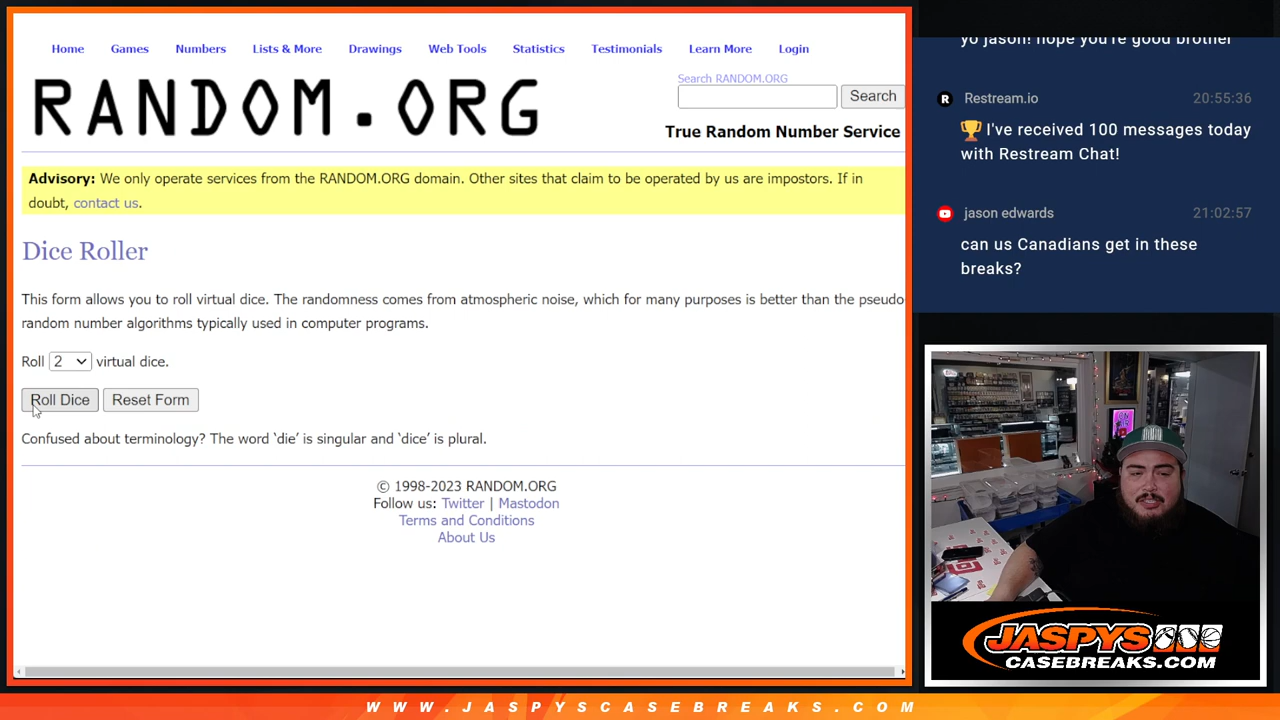 Home Games Numbers Lists & More Drawings Web Tools Statistics Testimonials Learn More Login
RANDOM.ORG
Search RANDOM.ORG
Search
True Random Number Service
Advisory: We only operate services from the RANDOM.ORG domain. Other sites that claim to be operated by us are impostors. If in
doubt, contact us.
Dice Roller
This form allows you to roll virtual dice. The randomness comes from atmospheric noise, which for many purposes is better than the pseudo-
random number algorithms typically used in computer programs.
Roll 2 virtual dice.
Roll Dice Reset Form
Confused about terminology? The word ‘die’ is singular and ‘dice’ is plural.
© 1998-2023 RANDOM.ORG
Follow us: Twitter | Mastodon
Terms and Conditions
About Us
yo jason! hope you're good brother
R Restream.io 20:55:36
🏆 I've received 100 messages today
with Restream Chat!
jason edwards 21:02:57
can us Canadians get in these
breaks?
JASPYS
CASEBREAKS.COM
WWW.JASPYSCASEBREAKS.COM